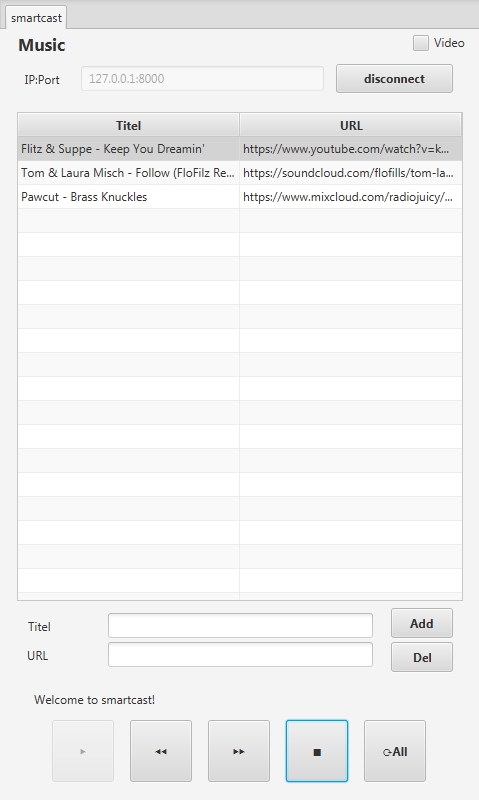 smartcast
Music
Video
IP:Port 127.0.0.1:8000 disconnect
Titel URL
Flitz & Suppe - Keep You Dreamin' https://www.youtube.com/watch?v=k...
Tom & Laura Misch - Follow (FloFilz Re... https://soundcloud.com/flofills/tom-la...
Pawcut - Brass Knuckles https://www.mixcloud.com/radiojuicy/...
Titel Add
URL Del
Welcome to smartcast!
▶ ◀◀ ▶▶ ■ ⟳All